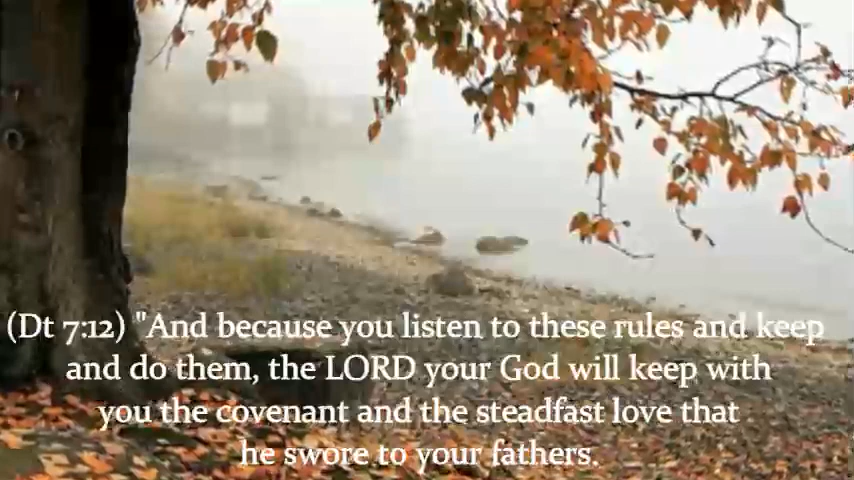 (Dt 7:12) "And because you listen to these rules and keep
and do them, the LORD your God will keep with
you the covenant and the steadfast love that
he swore to your fathers.